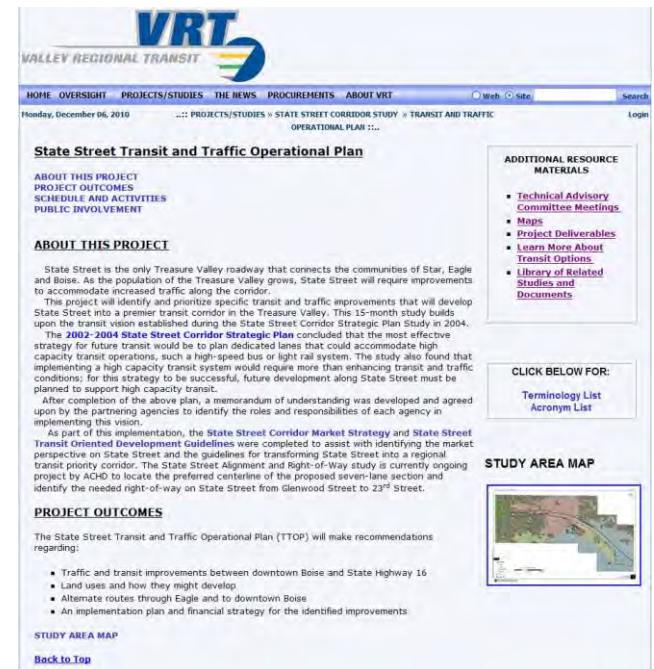 VRT
VALLEY REGIONAL TRANSIT
HOME OVERSIGHT PROJECTS/STUDIES THE NEWS PROCUREMENTS ABOUT VRT Web Site Search
Monday, December 06, 2010 ..:: PROJECTS/STUDIES » STATE STREET CORRIDOR STUDY » TRANSIT AND TRAFFIC Login
OPERATIONAL PLAN ::..
State Street Transit and Traffic Operational Plan
ABOUT THIS PROJECT
PROJECT OUTCOMES
SCHEDULE AND ACTIVITIES
PUBLIC INVOLVEMENT
ABOUT THIS PROJECT
State Street is the only Treasure Valley roadway that connects the communities of Star, Eagle
and Boise. As the population of the Treasure Valley grows, State Street will require improvements
to accommodate increased traffic along the corridor.
This project will identify and prioritize specific transit and traffic improvements that will develop
State Street into a premier transit corridor in the Treasure Valley. This 15-month study builds
upon the transit vision established during the State Street Corridor Strategic Plan Study in 2004.
The 2002-2004 State Street Corridor Strategic Plan concluded that the most effective
strategy for future transit would be to plan dedicated lanes that could accommodate high
capacity transit operations, such a high-speed bus or light rail system. The study also found that
implementing a high capacity transit system would require more than enhancing transit and traffic
conditions; for this strategy to be successful, future development along State Street must be
planned to support high capacity transit.
After completion of the above plan, a memorandum of understanding was developed and agreed
upon by the partnering agencies to identify the roles and responsibilities of each agency in
implementing this vision.
As part of this implementation, the State Street Corridor Market Strategy and State Street
Transit Oriented Development Guidelines were completed to assist with identifying the market
perspective on State Street and the guidelines for transforming State Street into a regional
transit priority corridor. The State Street Alignment and Right-of-Way study is currently ongoing
project by ACHD to locate the preferred centerline of the proposed seven-lane section and
identify the needed right-of-way on State Street from Glenwood Street to 23rd Street.
PROJECT OUTCOMES
The State Street Transit and Traffic Operational Plan (TTOP) will make recommendations
regarding:
Traffic and transit improvements between downtown Boise and State Highway 16
Land uses and how they might develop
Alternate routes through Eagle and to downtown Boise
An implementation plan and financial strategy for the identified improvements
STUDY AREA MAP
Back to Top
ADDITIONAL RESOURCE
MATERIALS
Technical Advisory
Committee Meetings
Maps
Project Deliverables
Learn More About
Transit Options
Library of Related
Studies and
Documents
CLICK BELOW FOR:
Terminology List
Acronym List
STUDY AREA MAP